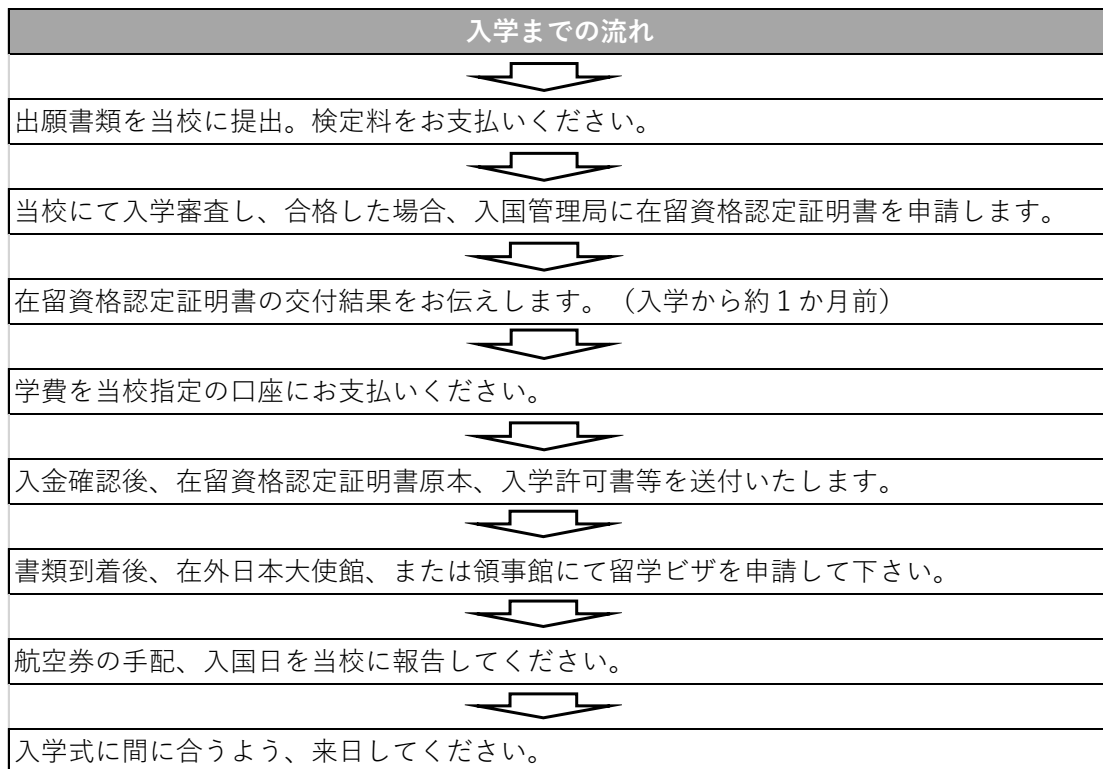 入学までの流れ
出願書類を当校に提出。検定料をお支払いください。
当校にて入学審査し、合格した場合、入国管理局に在留資格認定証明書を申請します。
在留資格認定証明書の交付結果をお伝えします。（入学から約１か月前）
学費を当校指定の口座にお支払いください。
入金確認後、在留資格認定証明書原本、入学許可書等を送付いたします。
書類到着後、在外日本大使館、または領事館にて留学ビザを申請して下さい。
航空券の手配、入国日を当校に報告してください。
入学式に間に合うよう、来日してください。